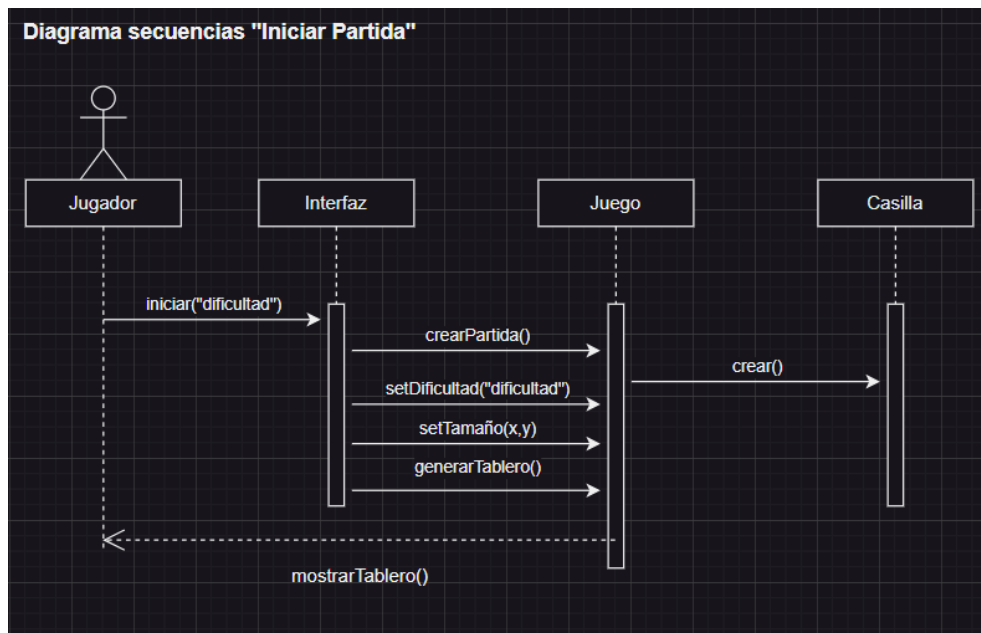 Diagrama secuencias "Iniciar Partida"
Jugador
Interfaz
Juego
Casilla
iniciar("dificultad")
crearPartida()
crear()
setDificultad("dificultad")
setTamaño(x,y)
generarTablero()
mostrarTablero()